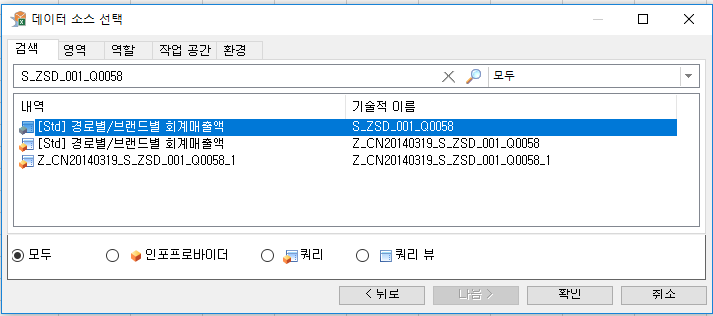 데이터 소스 선택
검색 영역 역할 작업 공간 환경
S_ZSD_001_Q0058 모두
내역 기술적 이름
[Std] 경로별/브랜드별 회계매출액 S_ZSD_001_Q0058
[Std] 경로별/브랜드별 회계매출액 Z_CN20140319_S_ZSD_001_Q0058
Z_CN20140319_S_ZSD_001_Q0058_1 Z_CN20140319_S_ZSD_001_Q0058_1
모두 인포프로바이더 쿼리 쿼리 뷰
< 뒤로 다음 > 확인 취소